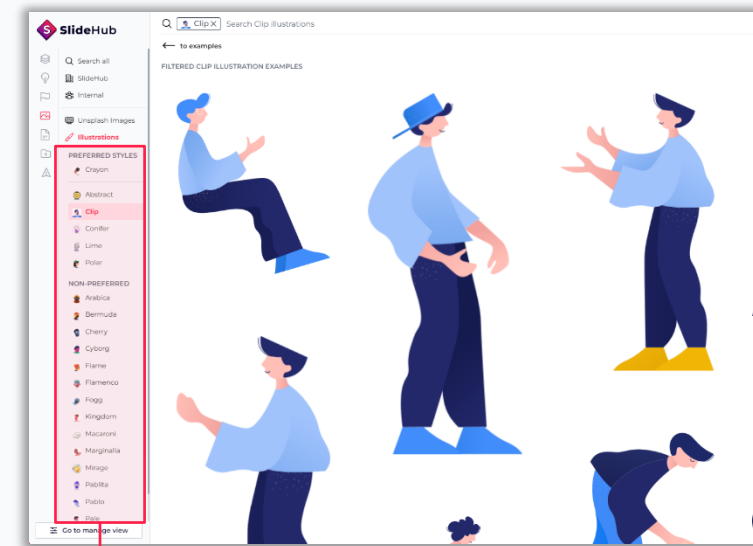 SlideHub
Clip X Search Clip illustrations
to examples
FILTERED CLIP ILLUSTRATION EXAMPLES
Search all
SlideHub
Internal
Unsplash Images
Illustrations
PREFERRED STYLES
Crayon
Abstract
Clip
Conifer
Lime
Poler
NON-PREFERRED
Arabica
Bermuda
Cherry
Cyborg
Flame
Flamenco
Fogg
Kingdom
Macaroni
Marginalia
Mirage
Pablita
Pablo
Pale
Go to manage view